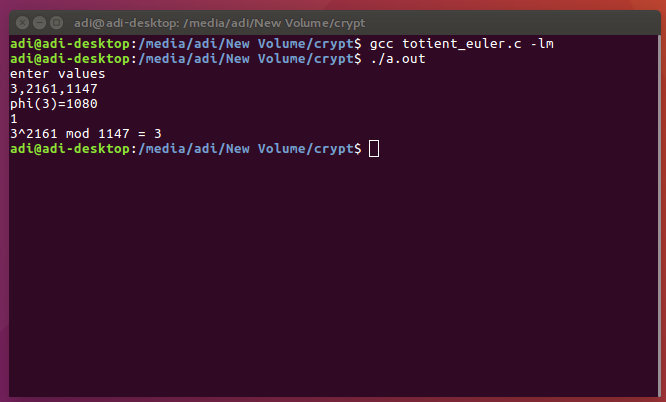 adi@adi-desktop: /media/adi/New Volume/crypt
adi@adi-desktop:/media/adi/New Volume/crypt$ gcc totient_euler.c -lm
adi@adi-desktop:/media/adi/New Volume/crypt$ ./a.out
enter values
3,2161,1147
phi(3)=1080
1
3^2161 mod 1147 = 3
adi@adi-desktop:/media/adi/New Volume/crypt$